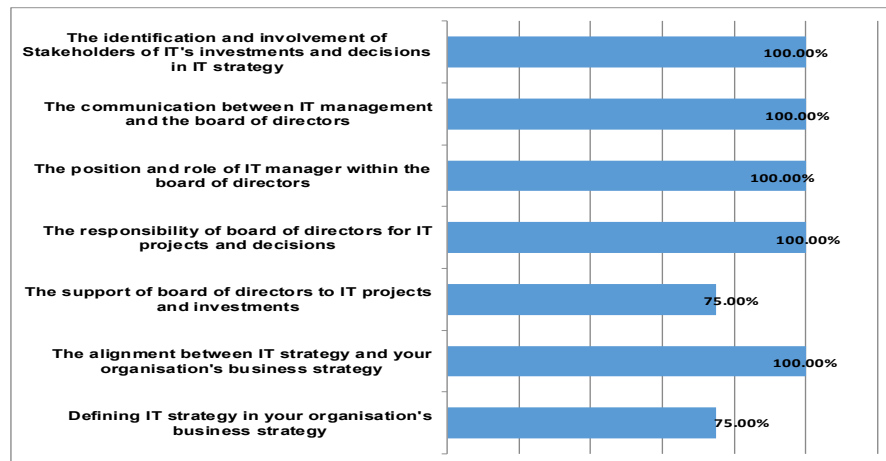 The identification and involvement of
Stakeholders of IT's investments and decisions
in IT strategy
100.00%
The communication between IT management
and the board of directors
100.00%
The position and role of IT manager within the
board of directors
100.00%
The responsibility of board of directors for IT
projects and decisions
100.00%
The support of board of directors to IT projects
and investments
75.00%
The alignment between IT strategy and your
organisation's business strategy
100.00%
Defining IT strategy in your organisation's
business strategy
75.00%